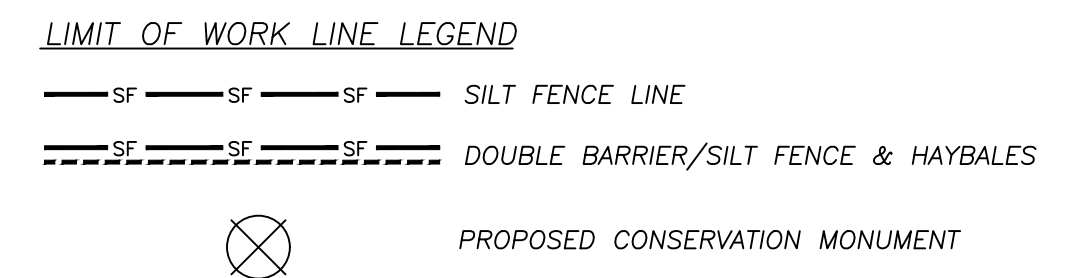 LIMIT OF WORK LINE LEGEND
SF SF SF SILT FENCE LINE
SF SF SF DOUBLE BARRIER/SILT FENCE & HAYBALES
PROPOSED CONSERVATION MONUMENT